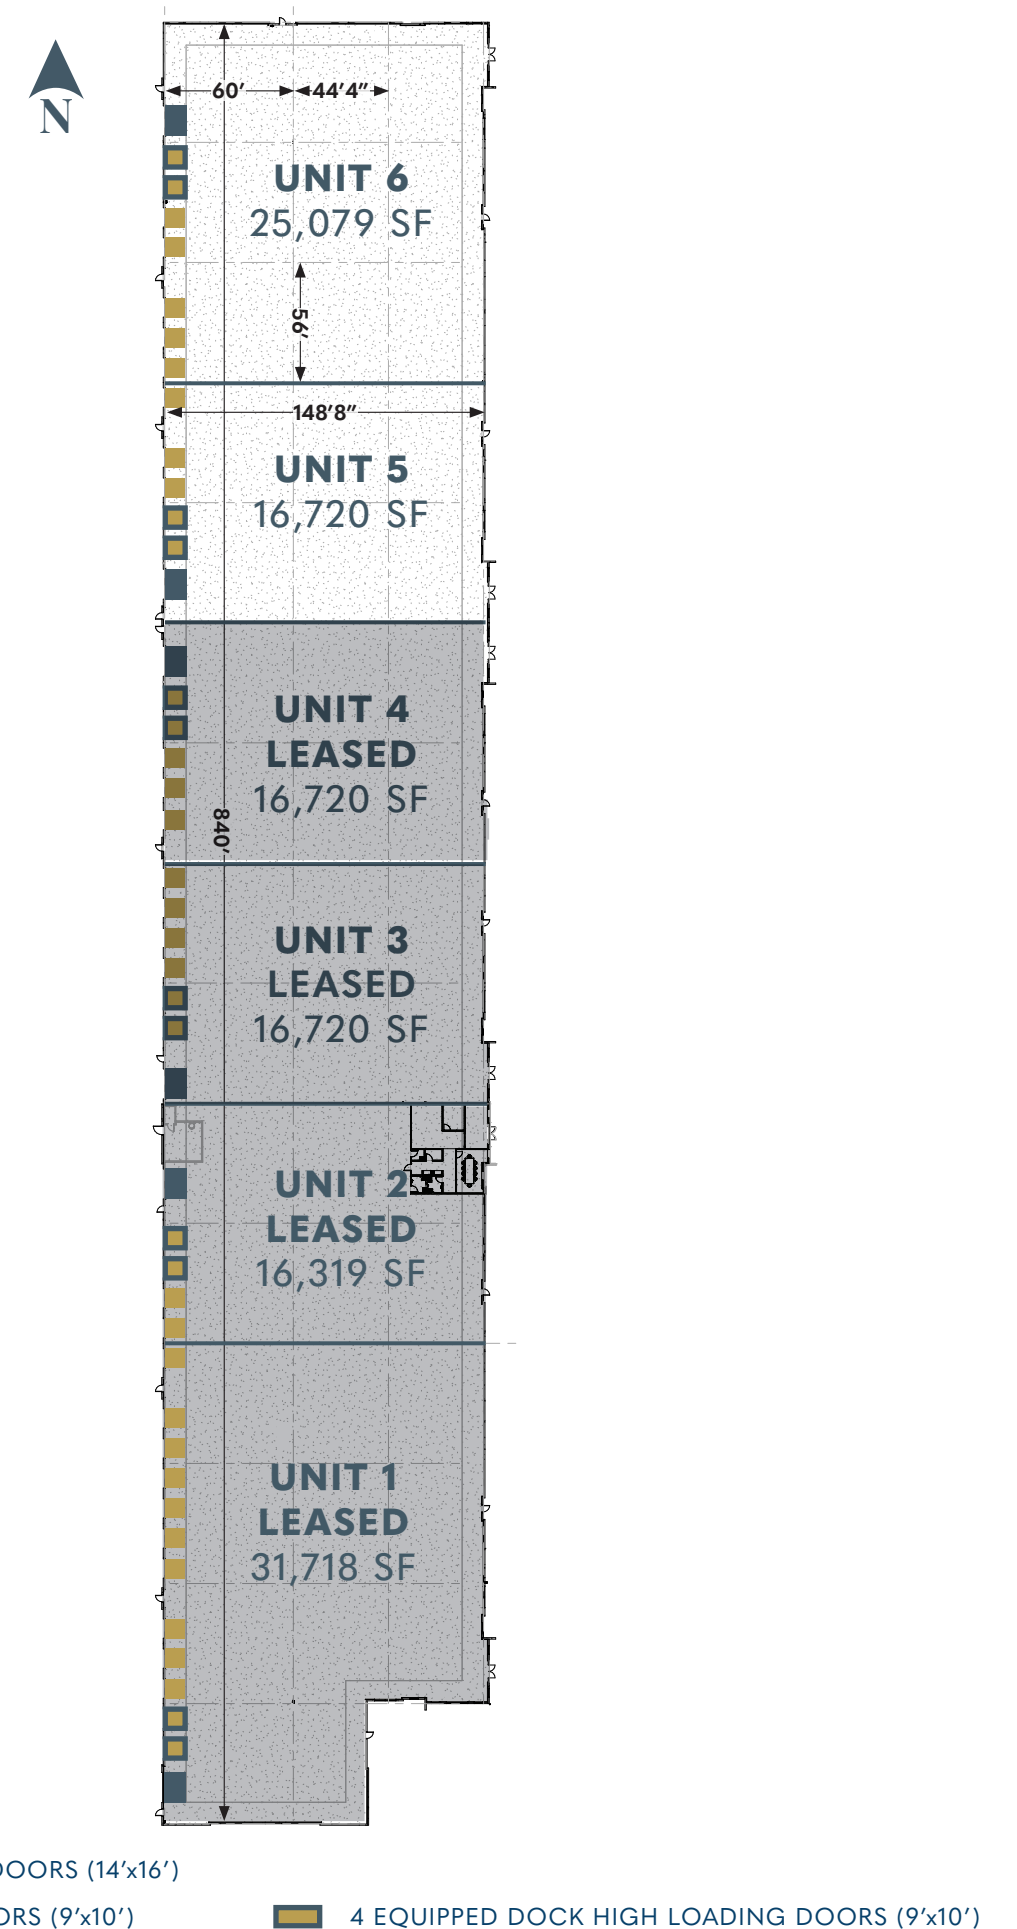 N
60′
44′4″
UNIT 6
25,079 SF
56′
148′8″
UNIT 5
16,720 SF
UNIT 4
LEASED
16,720 SF
840′
UNIT 3
LEASED
16,720 SF
UNIT 2
LEASED
16,319 SF
UNIT 1
LEASED
31,718 SF
OORS (14′x16′)
ORS (9′x10′)
4 EQUIPPED DOCK HIGH LOADING DOORS (9′x10′)